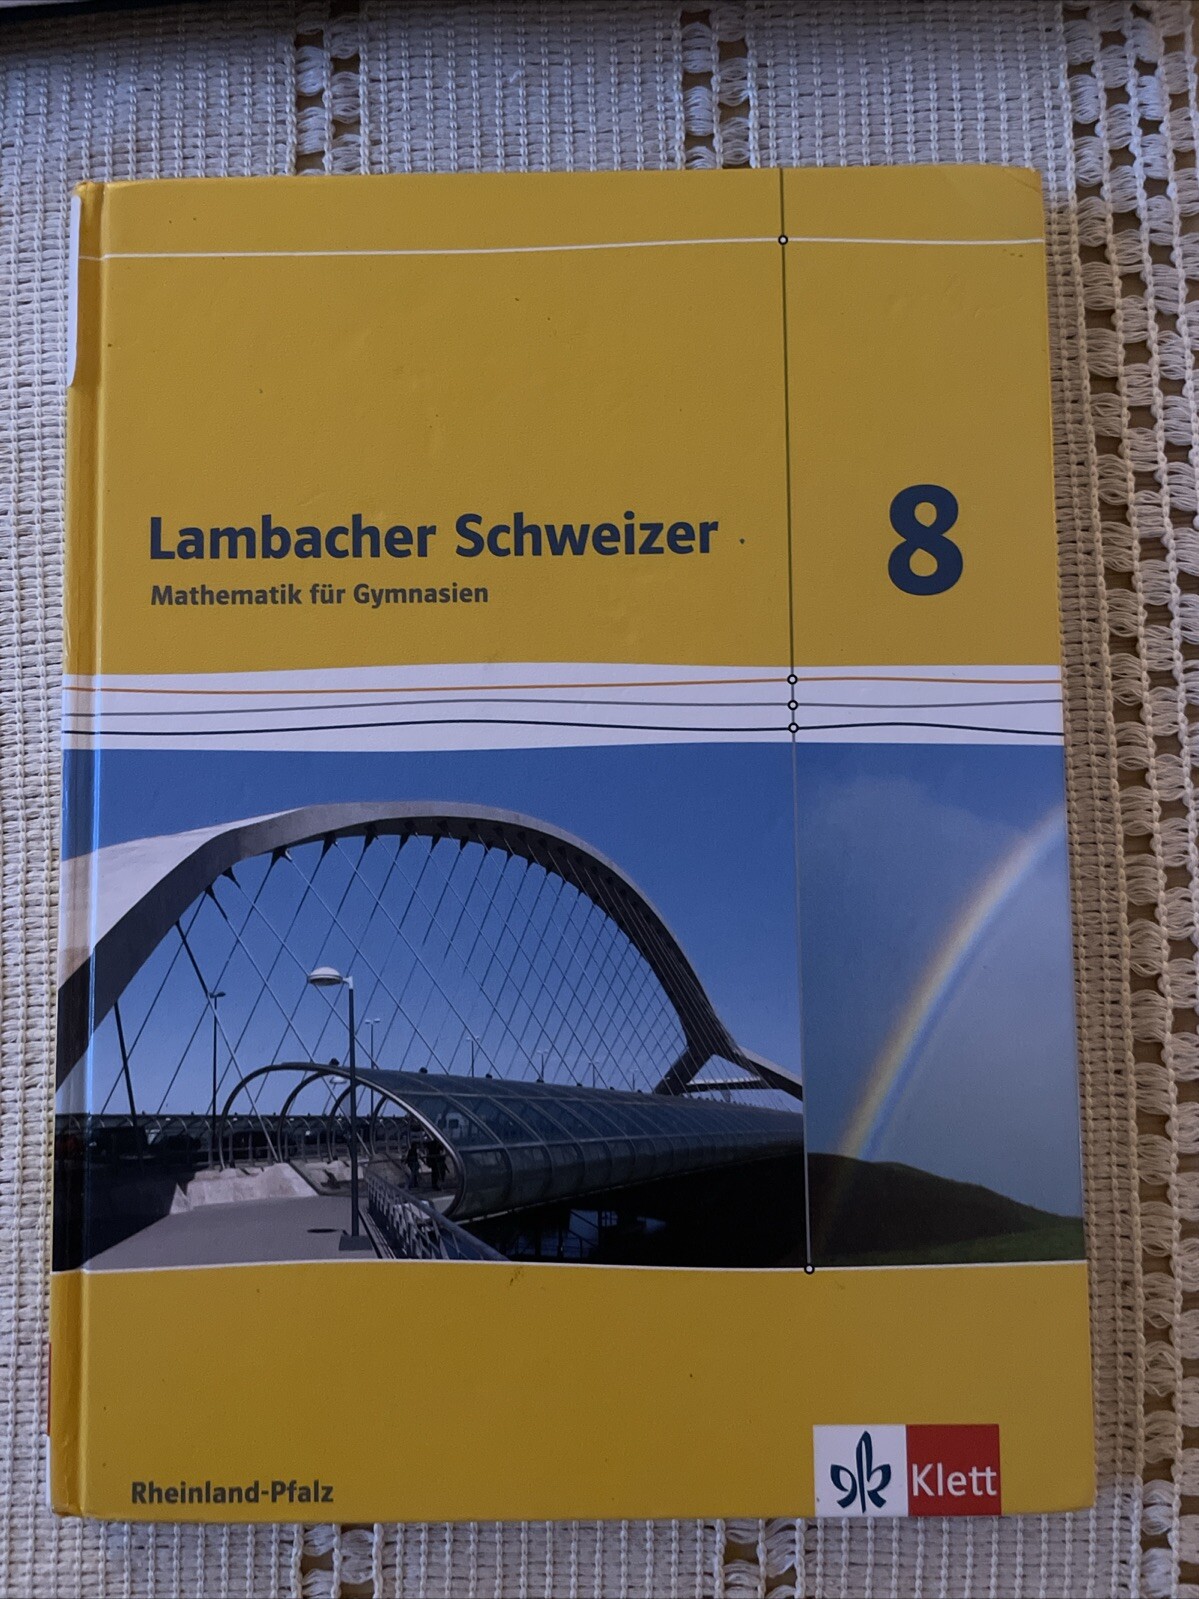 Lambacher Schweizer
8
Mathematik für Gymnasien
Rheinland-Pfalz
Klett